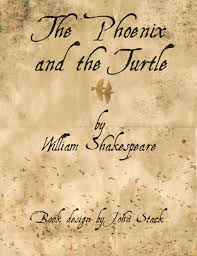 The Phoenix
and the Turtle
by
William Shakespeare
Book design by John Stack